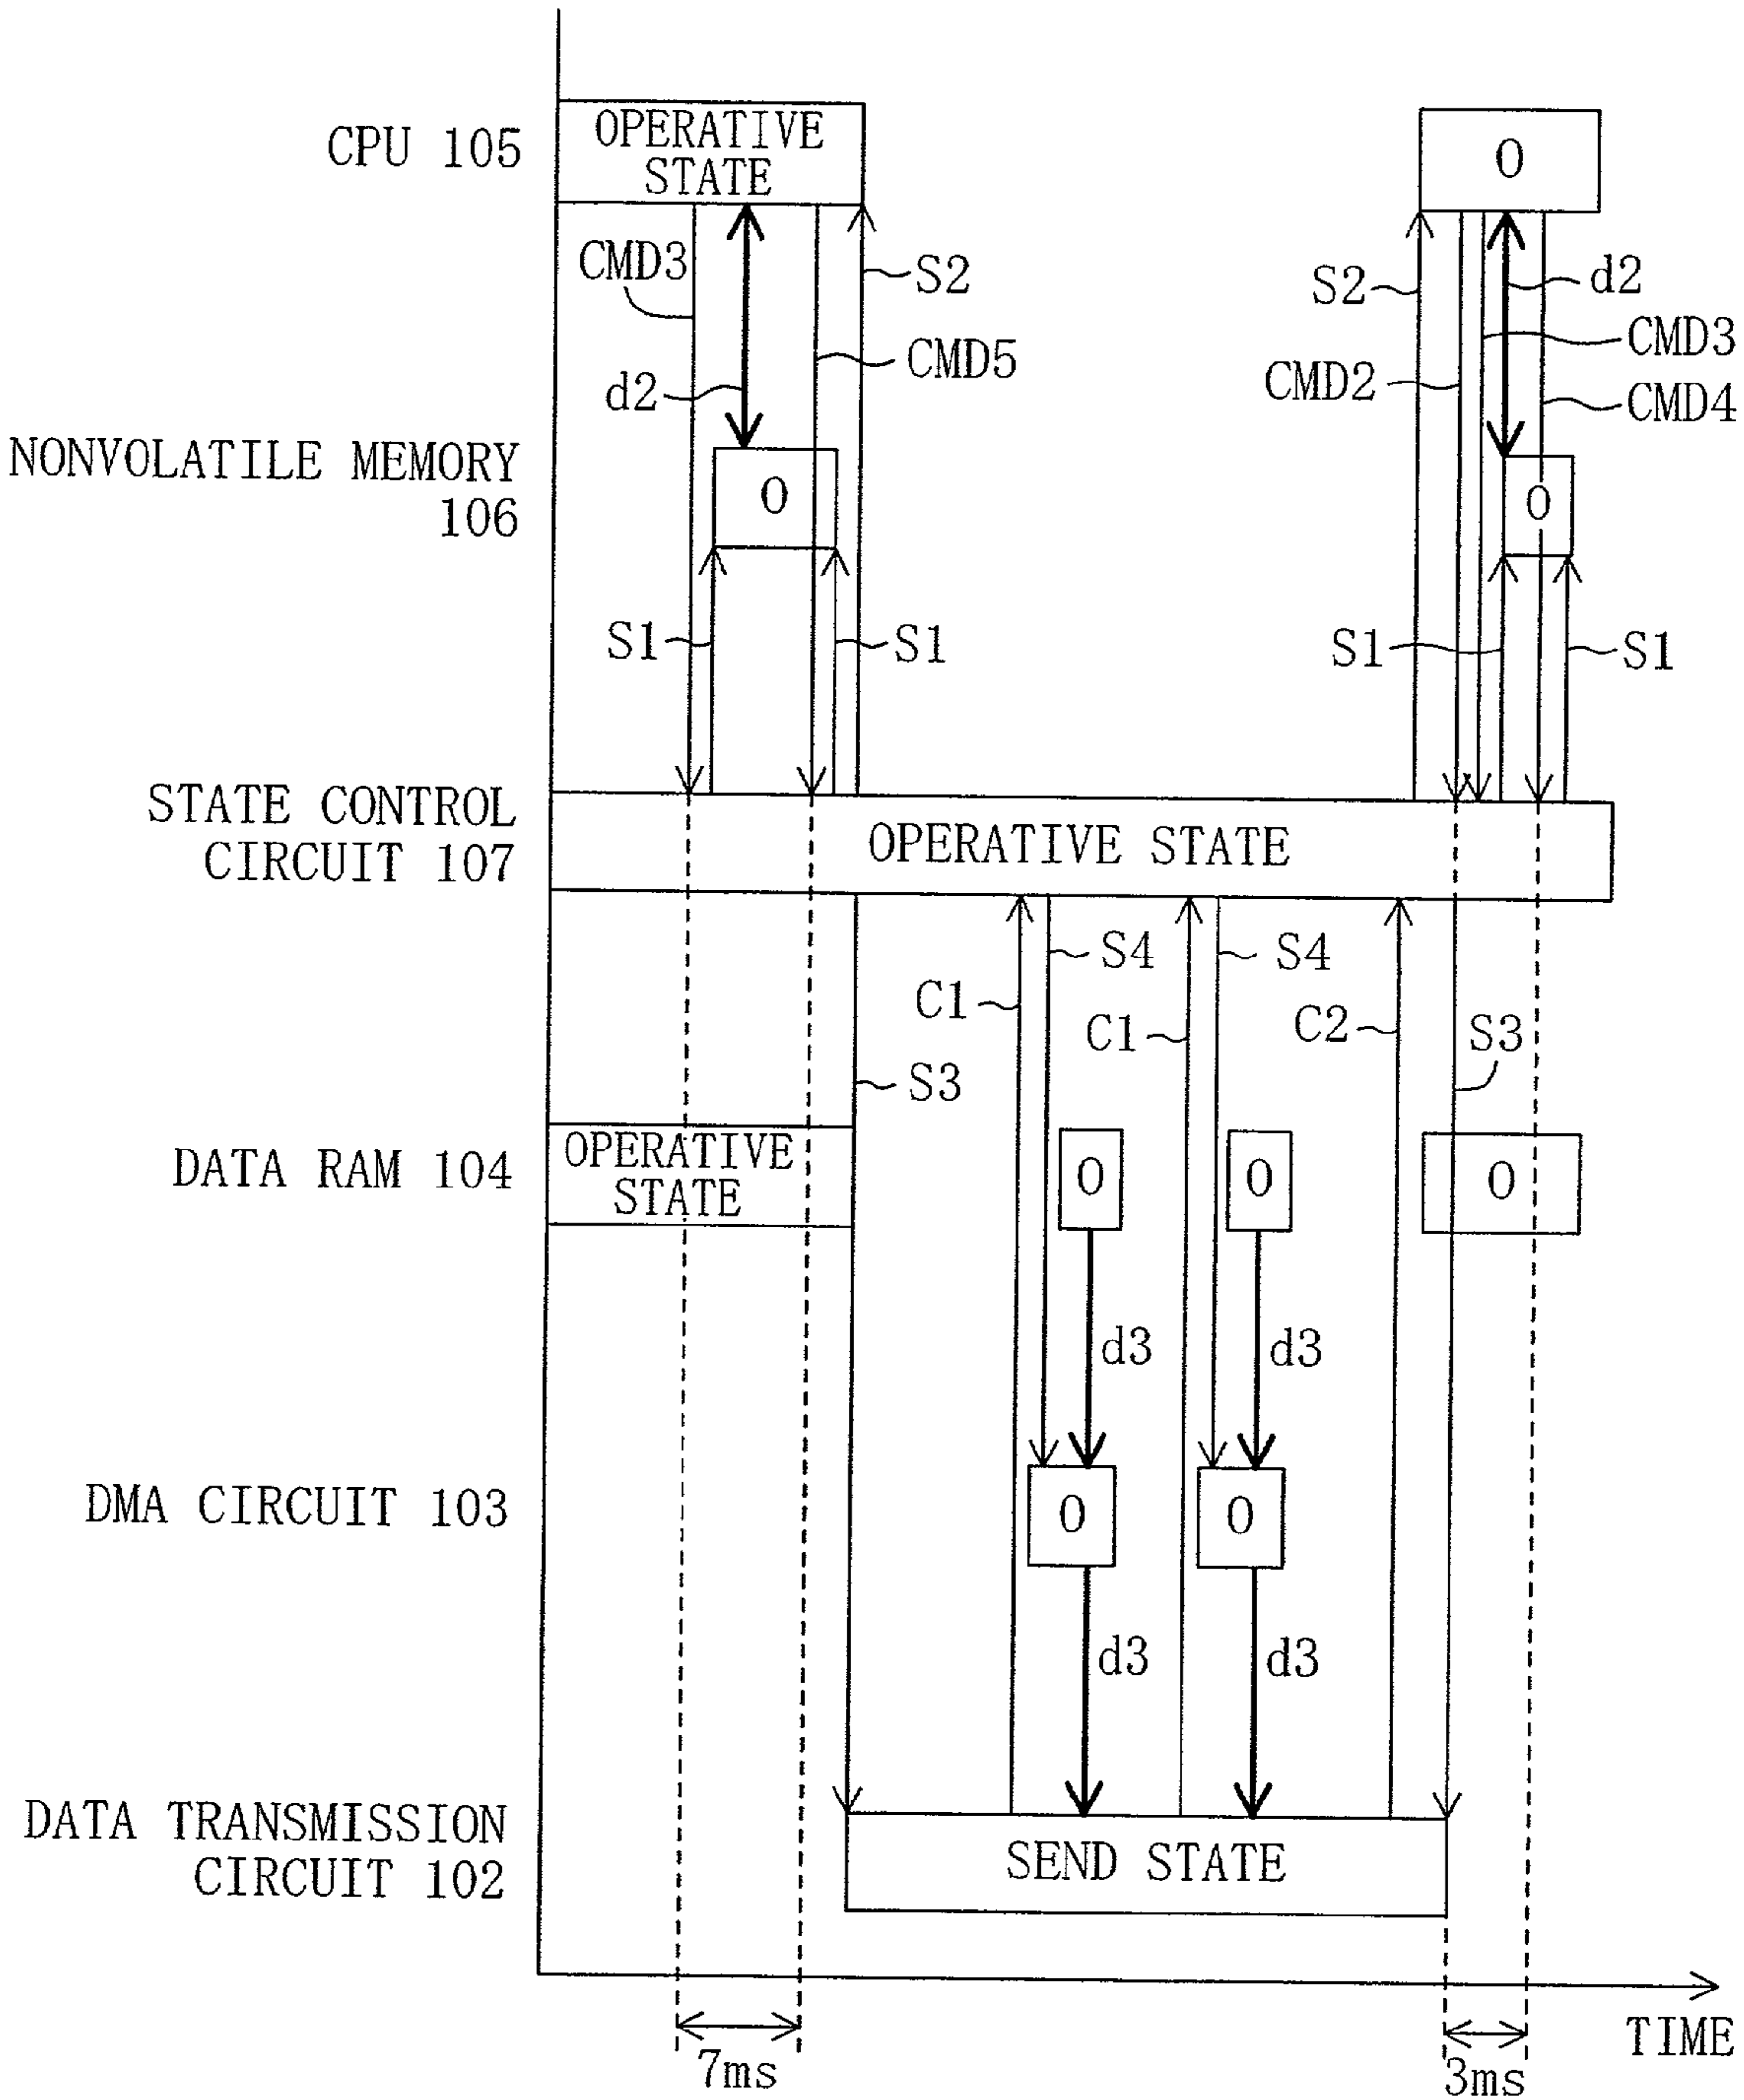 CPU 105
OPERATIVE
STATE
O
CMD3
S2
CMD5
d2
S2
d2
CMD3
CMD2
CMD4
NONVOLATILE MEMORY
106
O
O
S1
S1
S1
S1
STATE CONTROL
CIRCUIT 107
OPERATIVE STATE
S4
S4
C1
C1
C2
S3
S3
DATA RAM 104
OPERATIVE
STATE
O
O
O
d3
d3
DMA CIRCUIT 103
O
O
d3
d3
DATA TRANSMISSION
CIRCUIT 102
SEND STATE
TIME
7ms
3ms